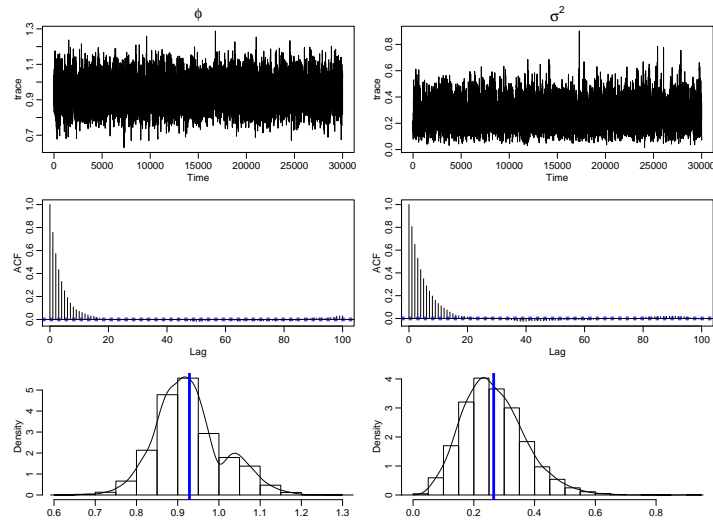 ϕ
trace
0.7 0.9 1.1 1.3
0 5000 10000 15000 20000 25000 30000
Time
σ²
trace
0.0 0.2 0.4 0.6 0.8
0 5000 10000 15000 20000 25000 30000
Time
ACF
0.0 0.2 0.4 0.6 0.8 1.0
0 20 40 60 80 100
Lag
ACF
0.0 0.2 0.4 0.6 0.8 1.0
0 20 40 60 80 100
Lag
Density
0 1 2 3 4 5
0.6 0.7 0.8 0.9 1.0 1.1 1.2 1.3
Density
0 1 2 3 4
0.0 0.2 0.4 0.6 0.8